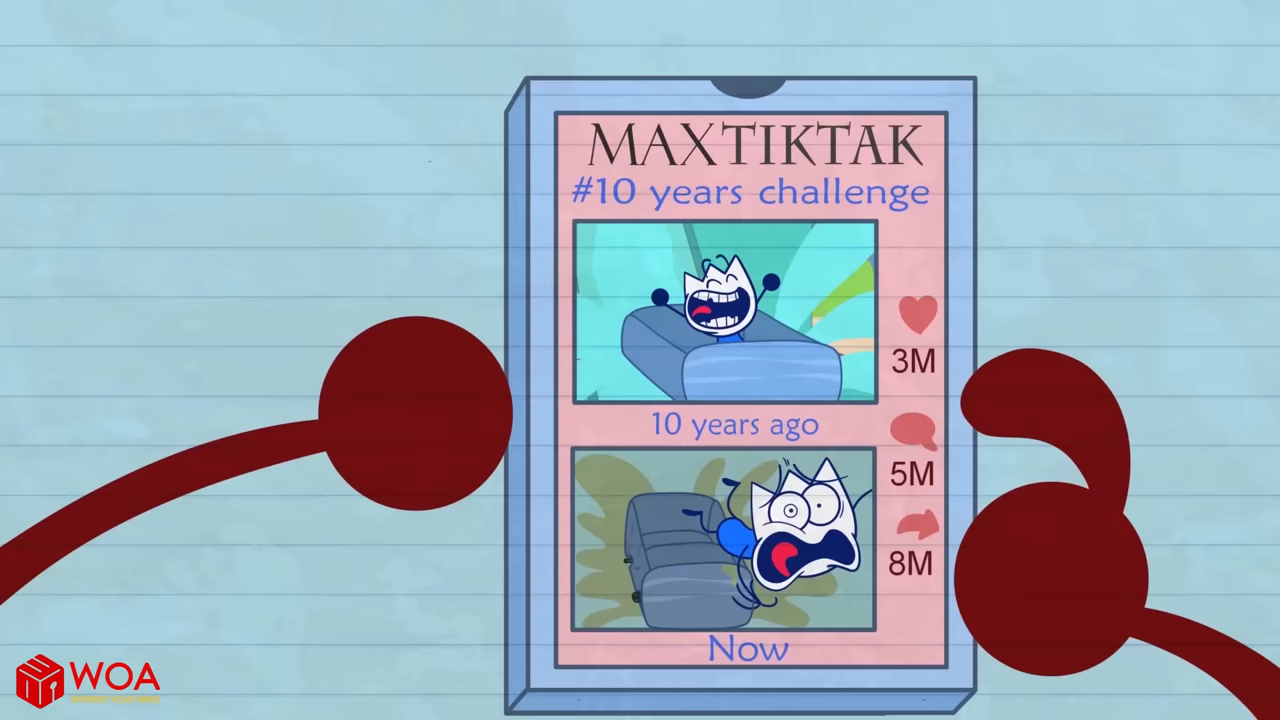 MAXTIKTAK
#10 years challenge
3M
10 years ago
5M
8M
Now
WOA